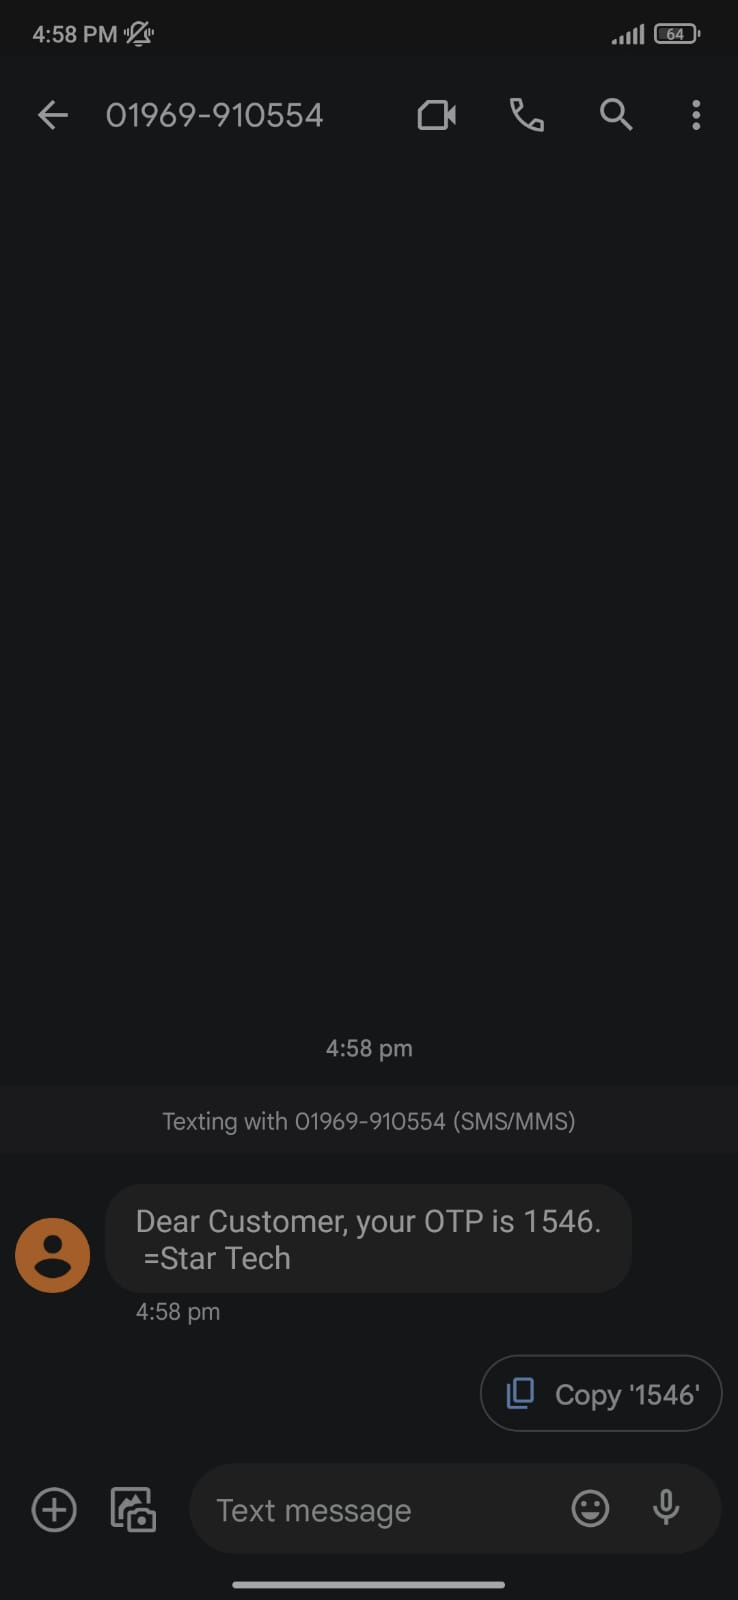 4:58 PM
64
01969-910554
4:58 pm
Texting with 01969-910554 (SMS/MMS)
Dear Customer, your OTP is 1546.
=Star Tech
4:58 pm
Copy '1546'
Text message